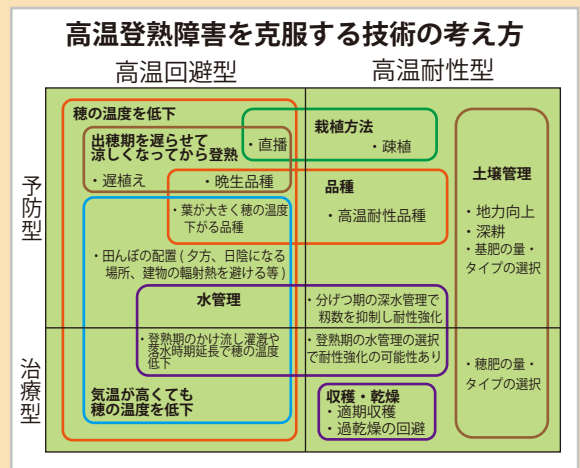 高温登熟障害を克服する技術の考え方
高温回避型
高温耐性型
予防型
治療型
穂の温度を低下
出穂期を遅らせて
涼しくなってから登熟
・遅植え
・晩生品種
・直播
栽植方法
・疎植
・葉が大きく穂の温度
下がる品種
品種
・高温耐性品種
土壌管理
・地力向上
・深耕
・基肥の量・
タイプの選択
・田んぼの配置(夕方、日陰になる
場所、建物の輻射熱を避ける等)
水管理
・分げつ期の深水管理で
籾数を抑制し耐性強化
・登熟期のかけ流し灌漑や
落水時期延長で穂の温度
低下
・登熟期の水管理の選択
で耐性強化の可能性あり
・穂肥の量・
タイプの選択
気温が高くても
穂の温度を低下
収穫・乾燥
・適期収穫
・過乾燥の回避